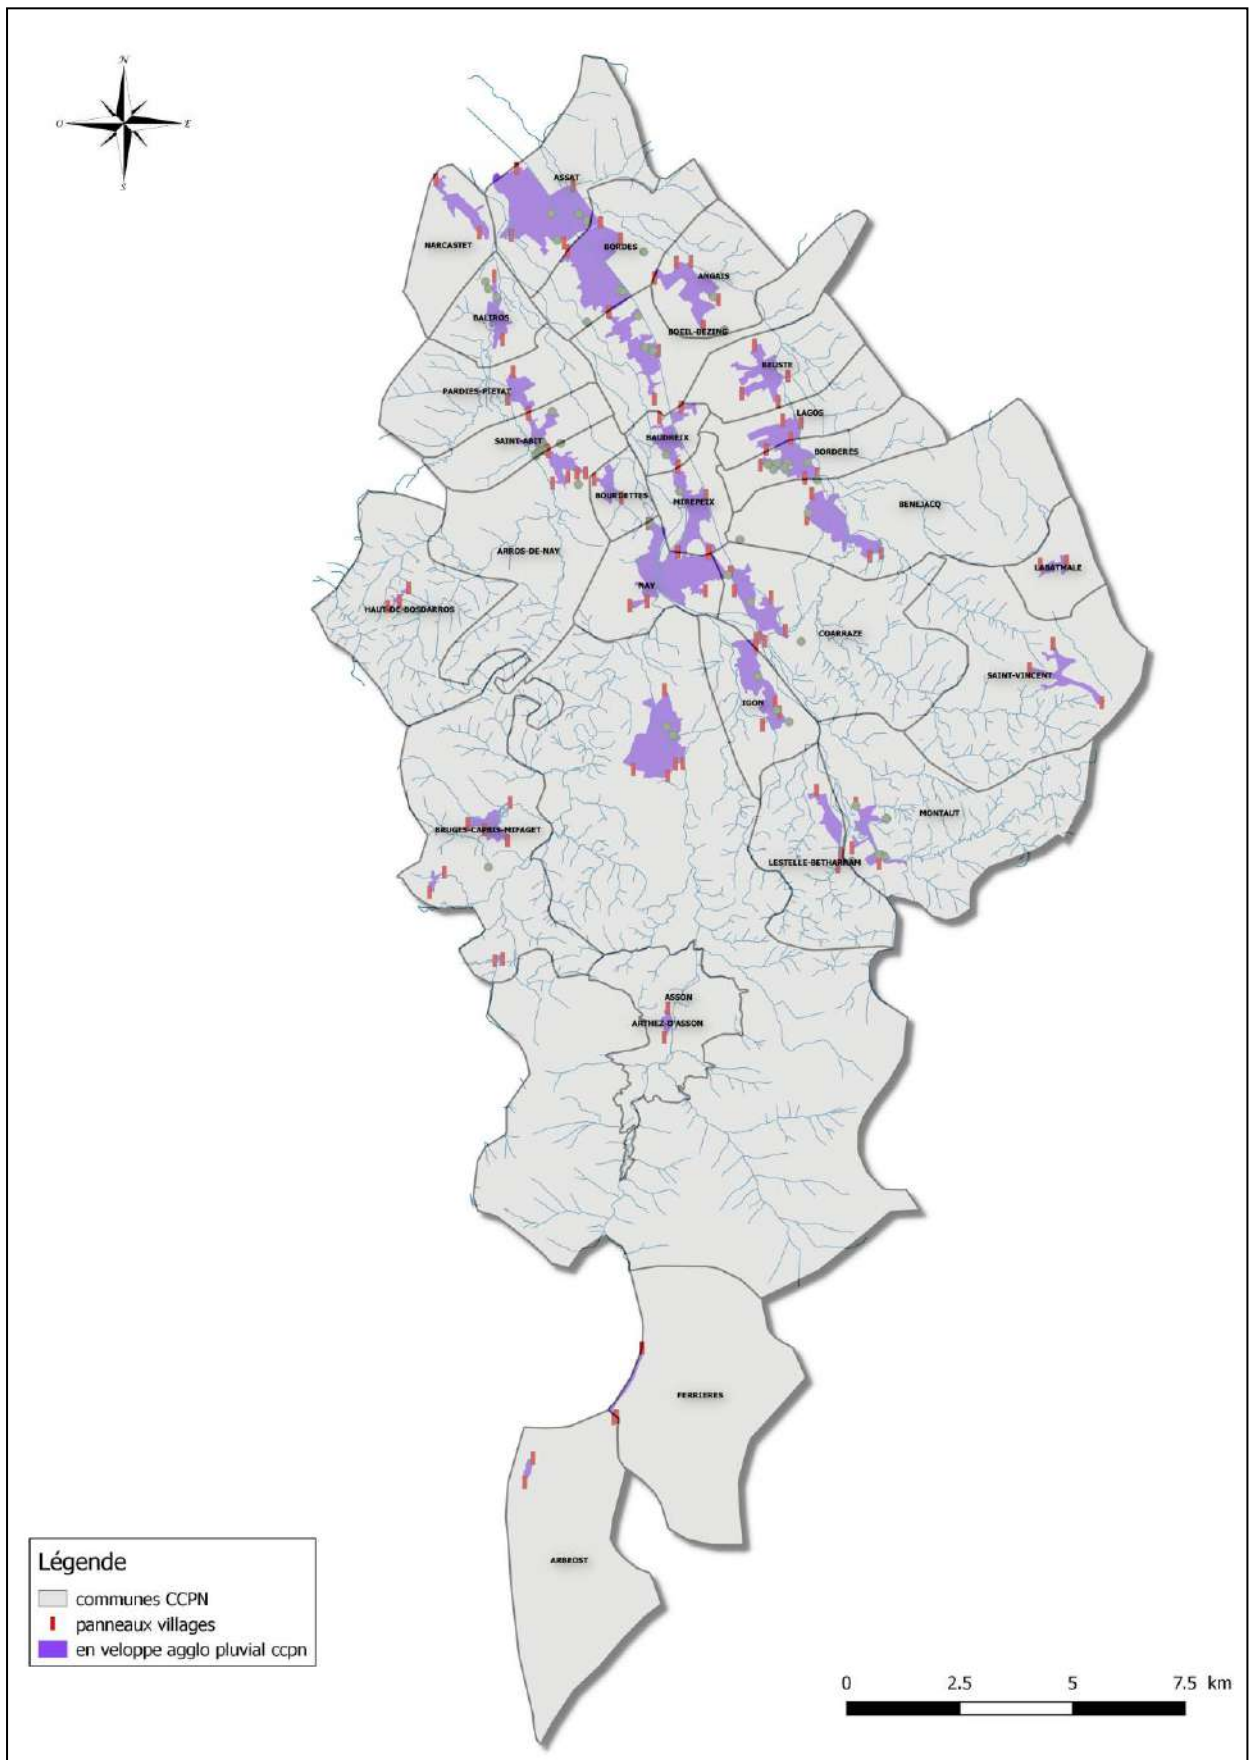 N
O
E
S
ASSAT
NARCASTET
BORDES
ANGAIS
BALIROS
BOEIL-BEZING
BEUSTE
PARDIES-PIETAT
LAGOS
SAINT-ABIT
BAUDREIX
BORDERES
BOURDETTES
MIREPEIX
BENEJACQ
ARROS-DE-NAY
LABATMALE
NAY
HAUT-DE-BOSDARROS
COARRAZE
SAINT-VINCENT
IGON
MONTAUT
BRUGES-CAPBIS-MIFAGET
LESTELLE-BETHARRAM
ASSON
ARTHEZ-D'ASSON
FERRIERES
ARBEOST
Légende
communes CCPN
panneaux villages
en veloppe agglo pluvial ccpn
0 2.5 5 7.5 km